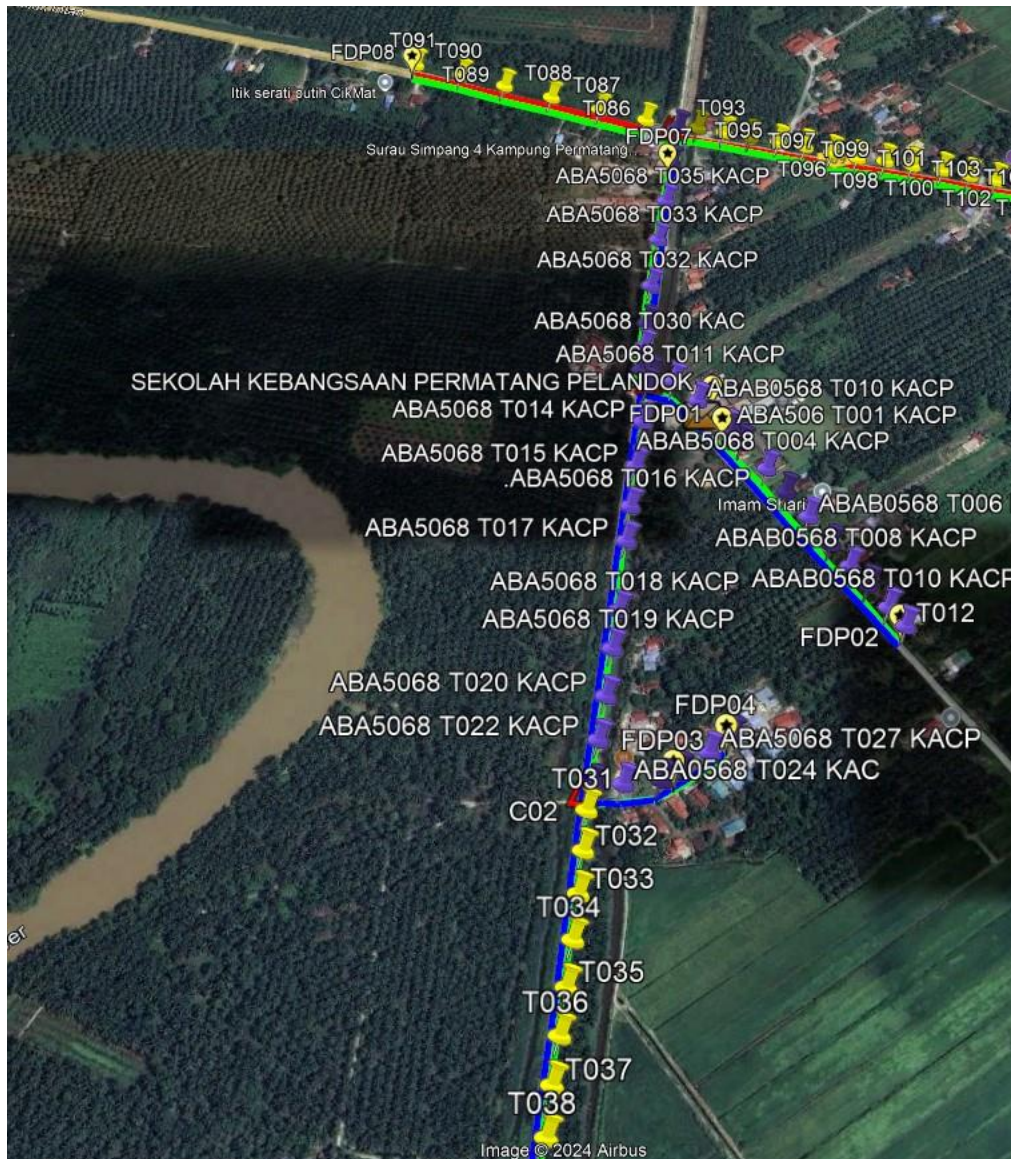 T091
FDP08
T090
T089
T088
Itik serati putih CikMat
T087
T086
T093
FDP07
T095
T097
Surau Simpang 4 Kampung Permatang...
T099
T096
T101
T098
T103
T100
T102
ABA5068 T035 KACP
ABA5068 T033 KACP
ABA5068 T032 KACP
ABA5068 T030 KAC
ABA5068 T011 KACP
SEKOLAH KEBANGSAAN PERMATANG PELANDOK
ABAB0568 T010 KACP
ABA5068 T014 KACP
FDP01
ABA506 T001 KACP
ABAB5068 T004 KACP
ABA5068 T015 KACP
.ABA5068 T016 KACP
Imam Shari
ABAB0568 T006
ABA5068 T017 KACP
ABAB0568 T008 KACP
ABA5068 T018 KACP
ABAB0568 T010 KACP
ABA5068 T019 KACP
T012
FDP02
ABA5068 T020 KACP
FDP04
ABA5068 T022 KACP
FDP03
ABA5068 T027 KACP
T031
ABA0568 T024 KAC
C02
T032
T033
T034
er
T035
T036
T037
T038
Image © 2024 Airbus